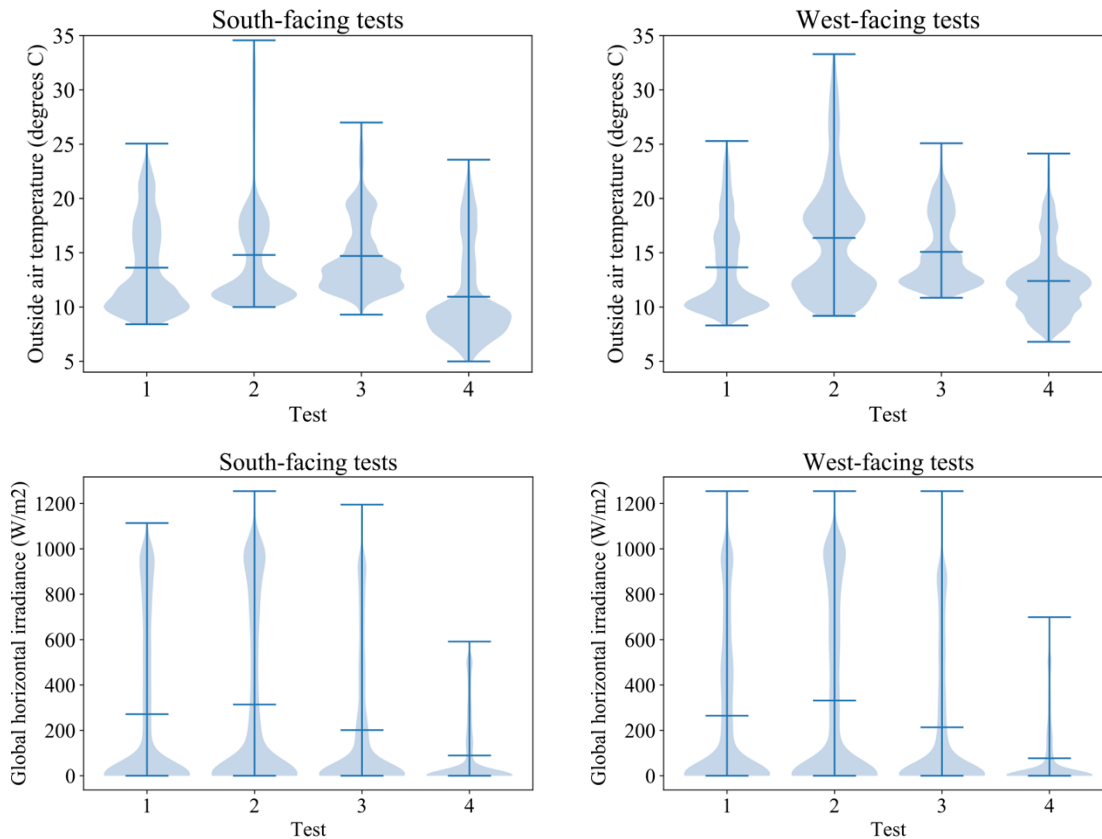 South-facing tests
Outside air temperature (degrees C)
35
30
25
20
15
10
5
1 2 3 4
Test
West-facing tests
Outside air temperature (degrees C)
35
30
25
20
15
10
5
1 2 3 4
Test
South-facing tests
Global horizontal irradiance (W/m2)
1200
1000
800
600
400
200
0
1 2 3 4
Test
West-facing tests
Global horizontal irradiance (W/m2)
1200
1000
800
600
400
200
0
1 2 3 4
Test